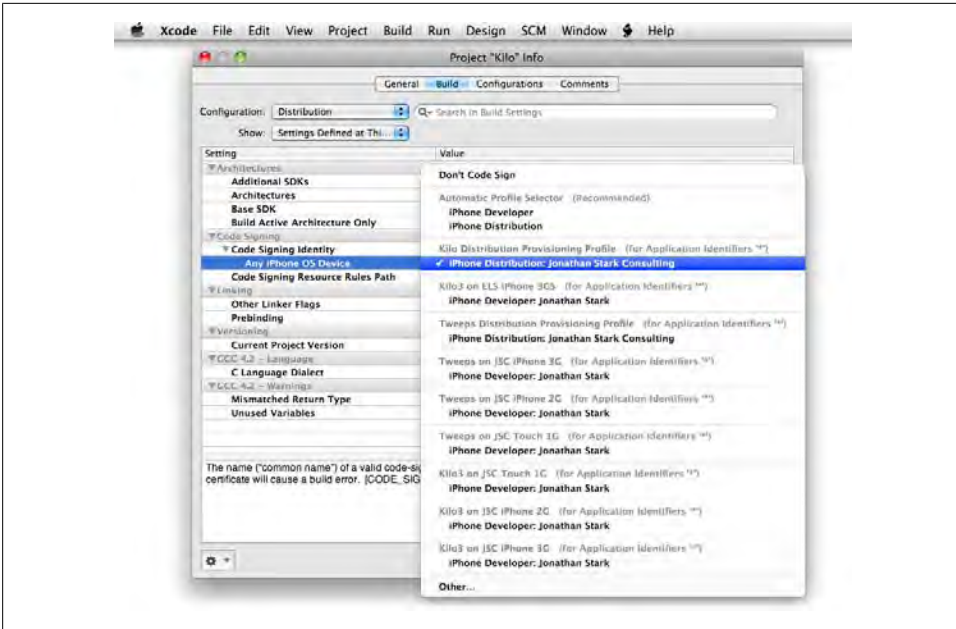 Xcode File Edit View Project Build Run Design SCM Window Help
Project "Kilo" Info
General Build Configurations Comments
Configuration: Distribution
Search in Build Settings
Show: Settings Defined at Thi...
Setting Value
Architectures
Additional SDKs
Architectures
Base SDK
Build Active Architecture Only
Code Signing
Code Signing Identity
Any iPhone OS Device
Code Signing Resource Rules Path
Linking
Other Linker Flags
Prebinding
Versioning
Current Project Version
GCC 4.2 - Language
C Language Dialect
GCC 4.2 - Warnings
Mismatched Return Type
Unused Variables
The name ("common name") of a valid code-sig
certificate will cause a build error. [CODE_SIG
Don't Code Sign
Automatic Profile Selector (Recommended)
iPhone Developer
iPhone Distribution
Kilo Distribution Provisioning Profile (for Application Identifiers "*")
✓ iPhone Distribution: Jonathan Stark Consulting
Kilo3 on ELS iPhone 3GS (for Application Identifiers "*")
iPhone Developer: Jonathan Stark
Tweeps Distribution Provisioning Profile (for Application Identifiers "*")
iPhone Distribution: Jonathan Stark Consulting
Tweeps on JSC iPhone 3G (for Application Identifiers "*")
iPhone Developer: Jonathan Stark
Tweeps on JSC iPhone 2G (for Application Identifiers "*")
iPhone Developer: Jonathan Stark
Tweeps on JSC Touch 1G (for Application Identifiers "*")
iPhone Developer: Jonathan Stark
Kilo3 on JSC Touch 1G (for Application Identifiers "*")
iPhone Developer: Jonathan Stark
Kilo3 on JSC iPhone 2G (for Application Identifiers "*")
iPhone Developer: Jonathan Stark
Kilo3 on JSC iPhone 3G (for Application Identifiers "*")
iPhone Developer: Jonathan Stark
Other...